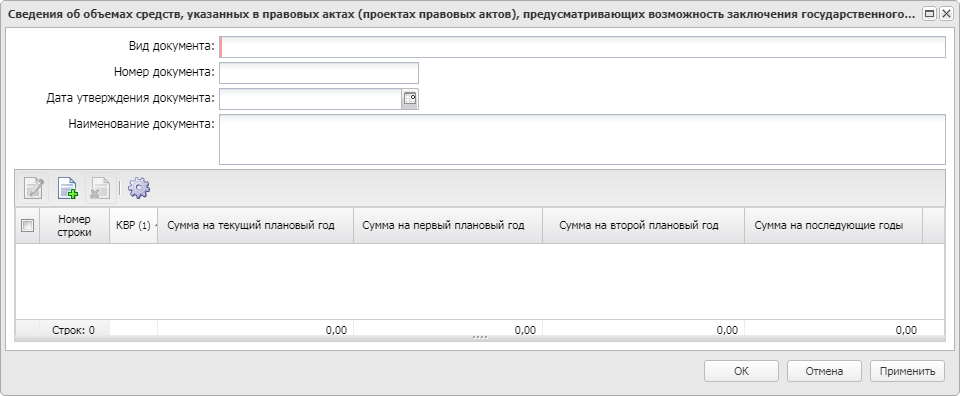 Сведения об объемах средств, указанных в правовых актах (проектах правовых актов), предусматривающих возможность заключения государственного...
Вид документа:
Номер документа:
Дата утверждения документа:
Наименование документа:
Номер строки КВР (1) Сумма на текущий плановый год Сумма на первый плановый год Сумма на второй плановый год Сумма на последующие годы
Строк: 0 0,00 0,00 0,00 0,00
ОК Отмена Применить